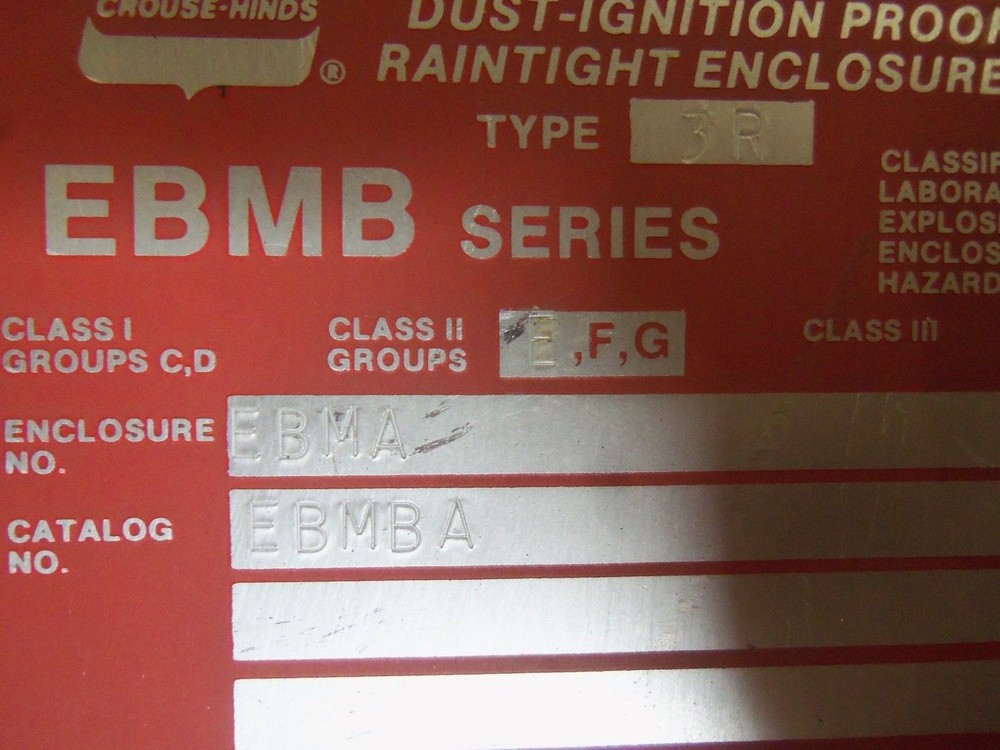 CROUSE-HINDS
®
DUST-IGNITION PROOF
RAINTIGHT ENCLOSURE
TYPE 3R
EBMB SERIES
CLASSIF
LABORA
EXPLOS
ENCLOS
HAZARD
CLASS I
GROUPS C,D
CLASS II
GROUPS E,F,G
CLASS III
ENCLOSURE
NO.
EBMA
CATALOG
NO.
EBMBA